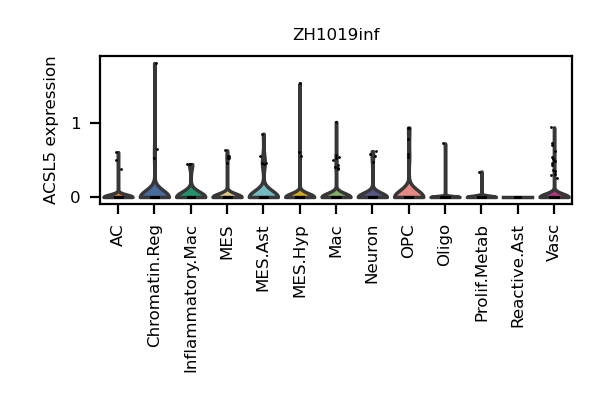 ZH1019inf
ACSL5 expression
1
0
AC
Chromatin.Reg
Inflammatory.Mac
MES
MES.Ast
MES.Hyp
Mac
Neuron
OPC
Oligo
Prolif.Metab
Reactive.Ast
Vasc